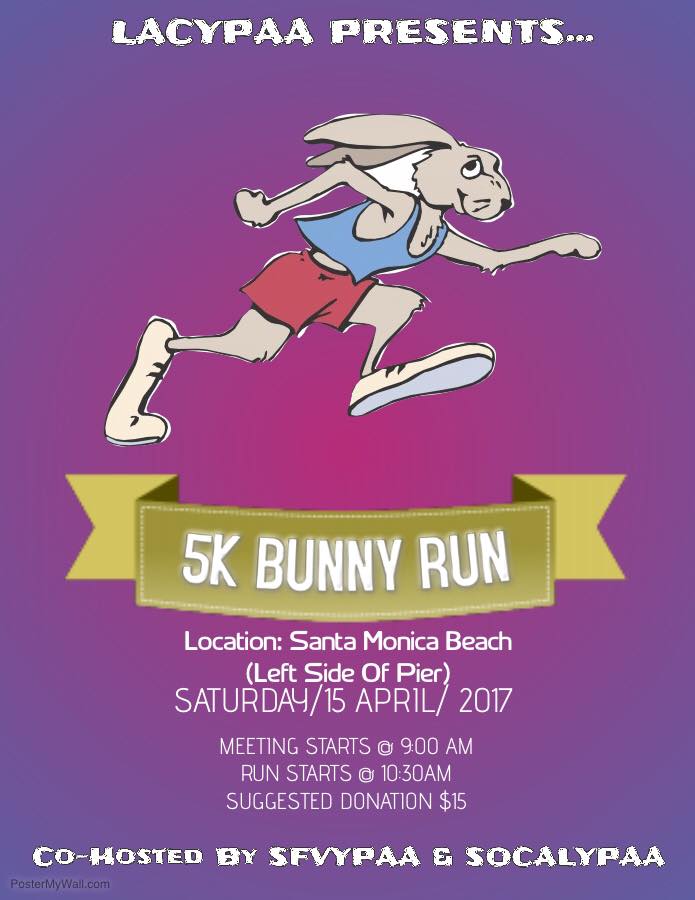 LACYPAA PRESENTS...
5K BUNNY RUN
Location: Santa Monica Beach
(Left Side Of Pier)
SATURDAY/15 APRIL/ 2017
MEETING STARTS @ 9:00 AM
RUN STARTS @ 10:30AM
SUGGESTED DONATION $15
Co-Hosted By SFVYPAA & SOCALYPAA
PosterMyWall.com